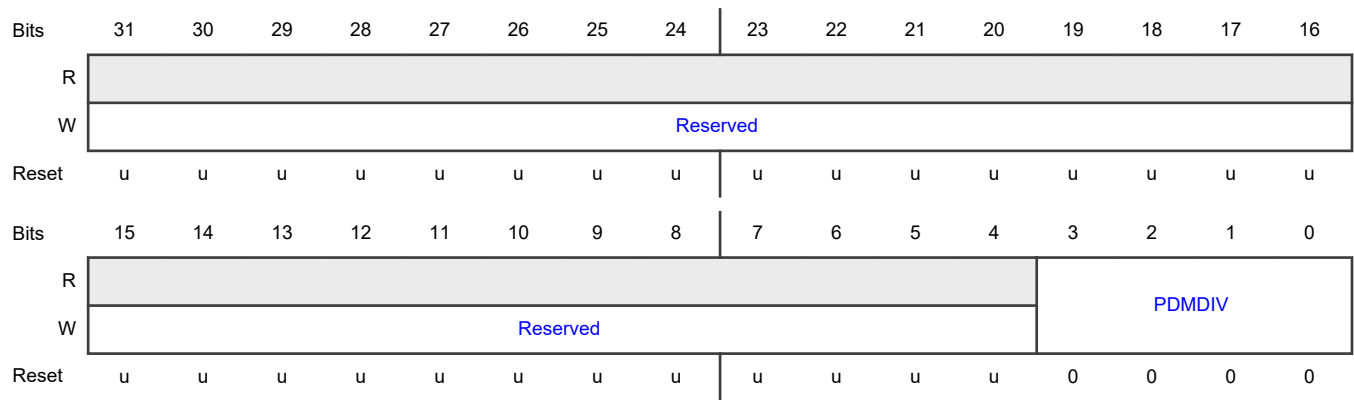 Bits 31 30 29 28 27 26 25 24 23 22 21 20 19 18 17 16
R
W Reserved
Reset u u u u u u u u u u u u u u u u
Bits 15 14 13 12 11 10 9 8 7 6 5 4 3 2 1 0
R
PDMDIV
W Reserved
Reset u u u u u u u u u u u u 0 0 0 0